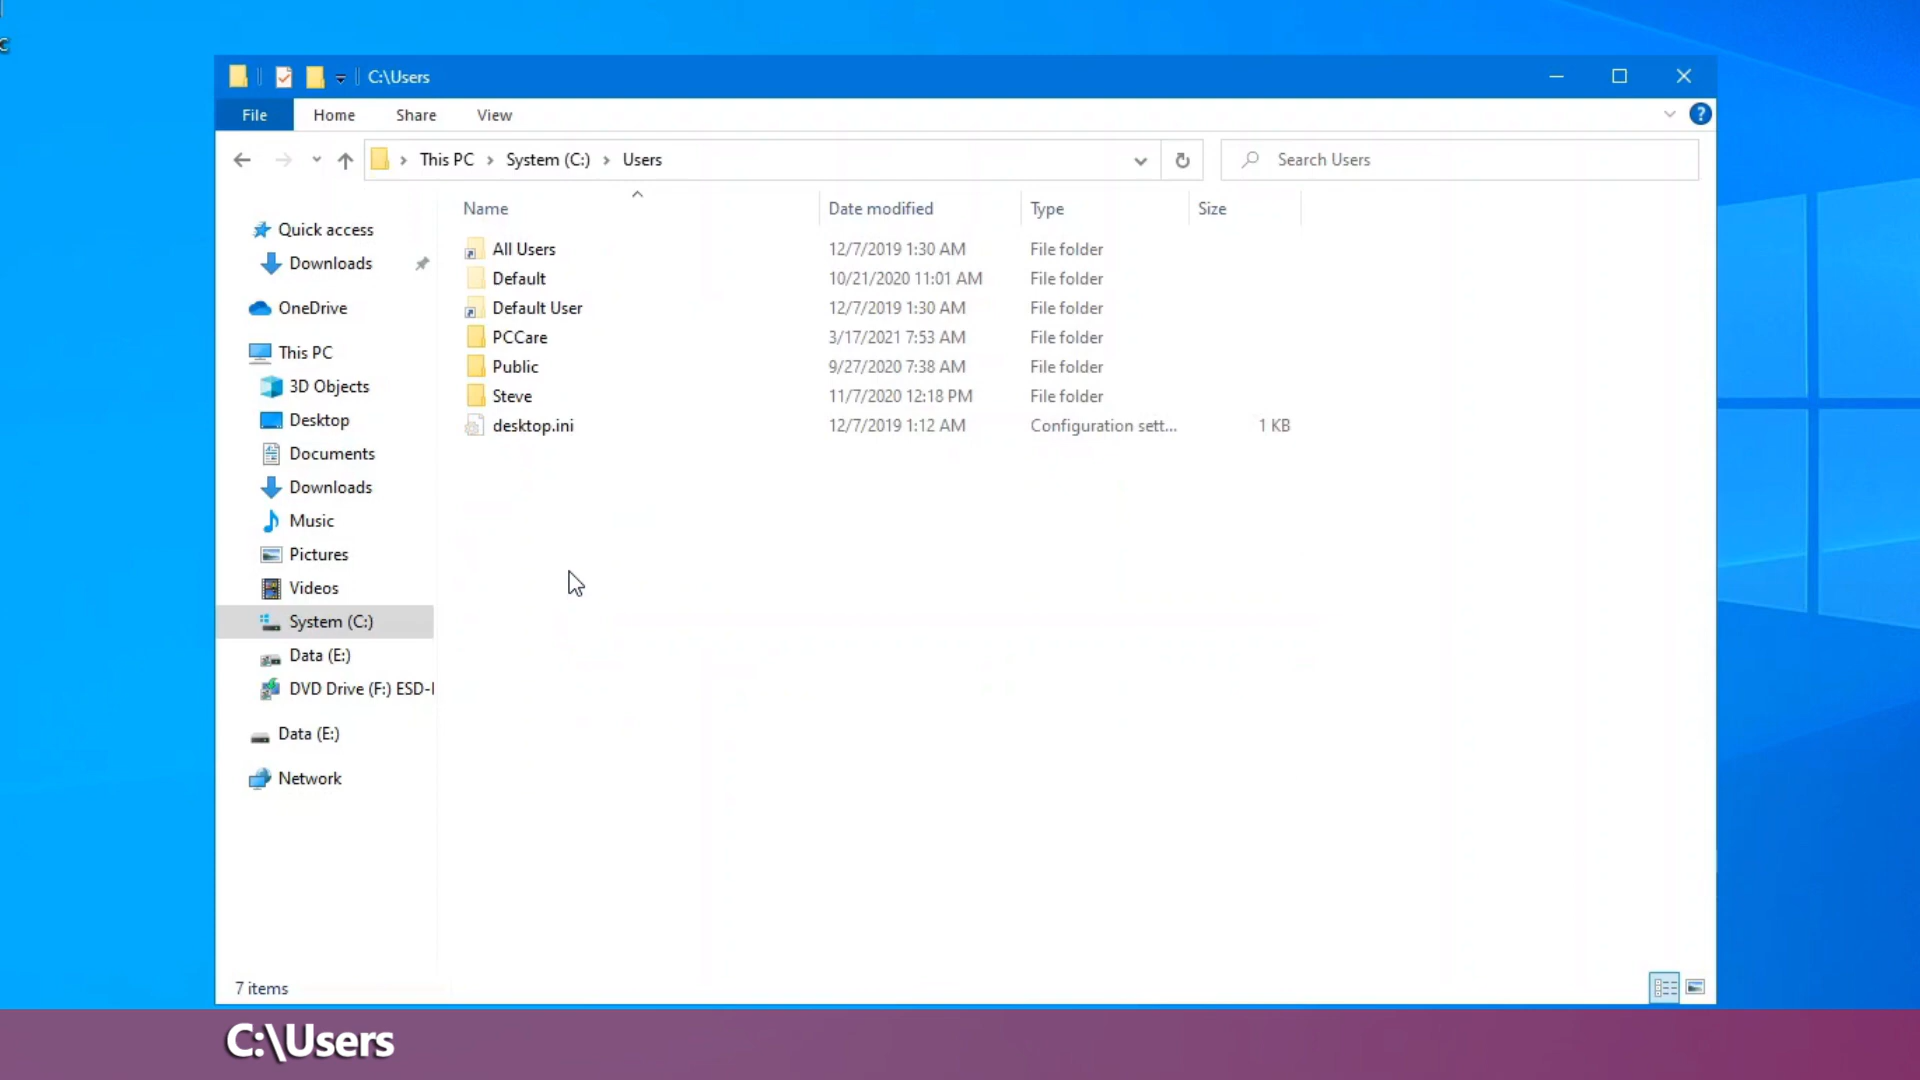 C:\Users
File Home Share View
This PC > System (C:) > Users
Search Users
Name Date modified Type Size
Quick access
Downloads
OneDrive
This PC
3D Objects
Desktop
Documents
Downloads
Music
Pictures
Videos
System (C:)
Data (E:)
DVD Drive (F:) ESD-I
Data (E:)
Network
All Users 12/7/2019 1:30 AM File folder
Default 10/21/2020 11:01 AM File folder
Default User 12/7/2019 1:30 AM File folder
PCCare 3/17/2021 7:53 AM File folder
Public 9/27/2020 7:38 AM File folder
Steve 11/7/2020 12:18 PM File folder
desktop.ini 12/7/2019 1:12 AM Configuration sett... 1 KB
7 items
C:\Users